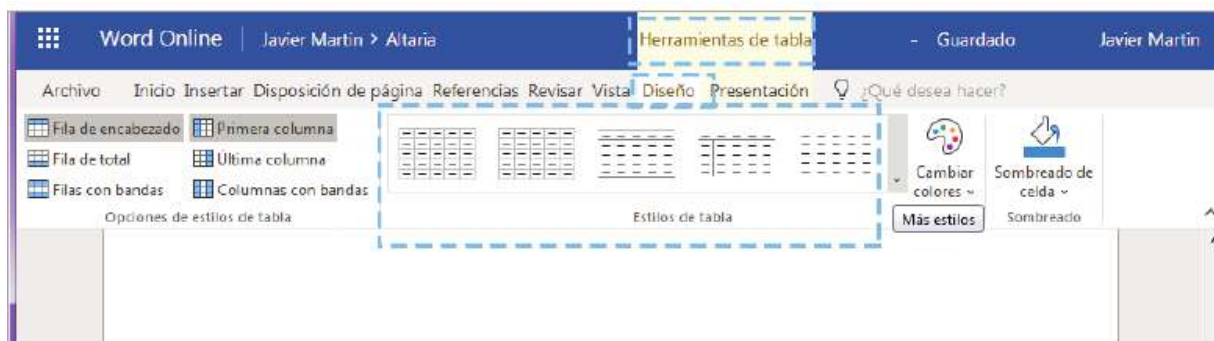 Word Online | Javier Martin > Altaria Herramientas de tabla - Guardado Javier Martin
Archivo Inicio Insertar Disposición de página Referencias Revisar Vista Diseño Presentación ¿Qué desea hacer?
Fila de encabezado Primera columna
Fila de total Última columna
Filas con bandas Columnas con bandas
Opciones de estilos de tabla
Estilos de tabla
Cambiar
colores
Más estilos
Sombreado de
celda
Sombreado